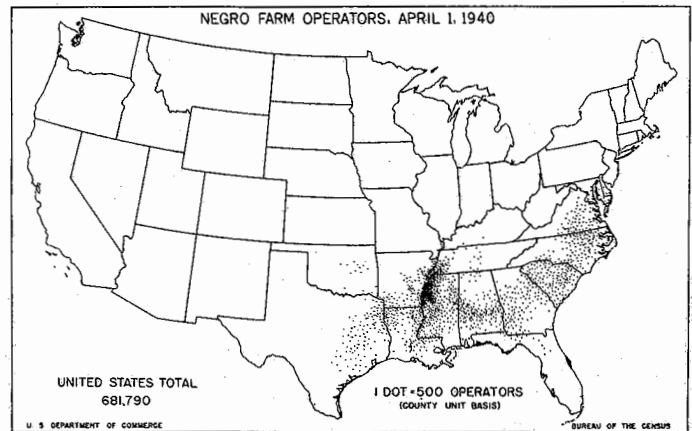 NEGRO FARM OPERATORS, APRIL 1, 1940
UNITED STATES TOTAL
681,790
1 DOT=500 OPERATORS
(COUNTY UNIT BASIS)
U S DEPARTMENT OF COMMERCE
BUREAU OF THE CENSUS